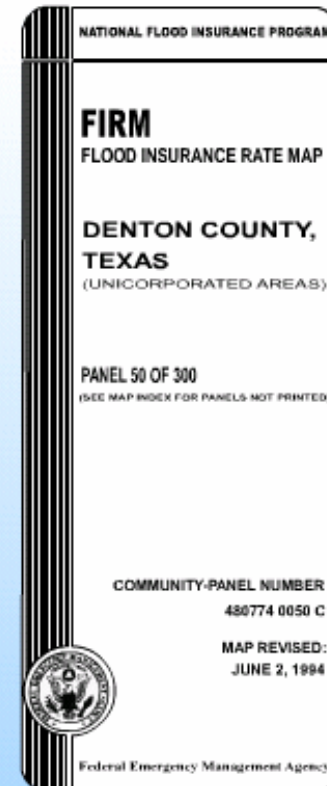 NATIONAL FLOOD INSURANCE PROGRAM
FIRM
FLOOD INSURANCE RATE MAP
DENTON COUNTY,
TEXAS
(UNICORPORATED AREAS)
PANEL 50 OF 300
(SEE MAP INDEX FOR PANELS NOT PRINTED
COMMUNITY-PANEL NUMBER
480774 0050 C
MAP REVISED:
JUNE 2, 1994
Federal Emergency Management Agency